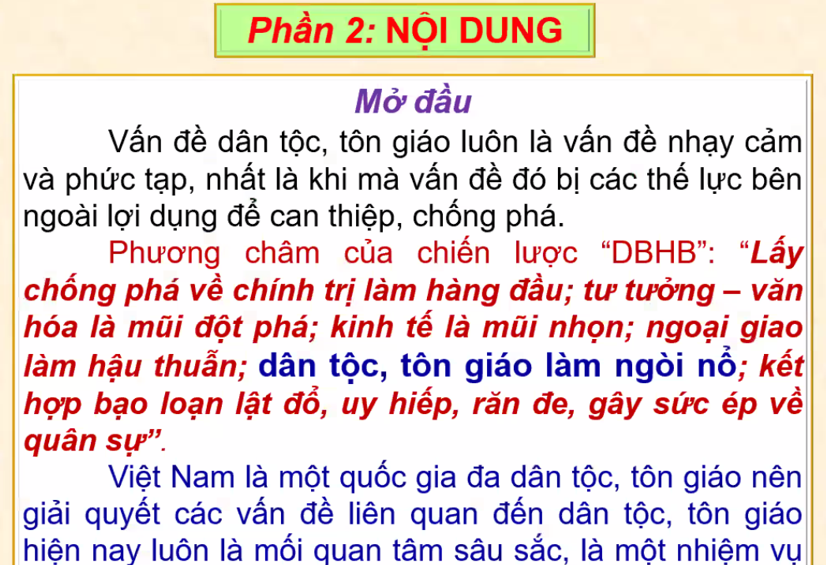 Phần 2: NỘI DUNG
Mở đầu
Vấn đề dân tộc, tôn giáo luôn là vấn đề nhạy cảm
và phức tạp, nhất là khi mà vấn đề đó bị các thế lực bên
ngoài lợi dụng để can thiệp, chống phá.
Phương châm của chiến lược “DBHB”: “Lấy
chống phá về chính trị làm hàng đầu; tư tưởng – văn
hóa là mũi đột phá; kinh tế là mũi nhọn; ngoại giao
làm hậu thuẫn; dân tộc, tôn giáo làm ngòi nổ; kết
hợp bạo loạn lật đổ, uy hiếp, răn đe, gây sức ép về
quân sự”.
Việt Nam là một quốc gia đa dân tộc, tôn giáo nên
giải quyết các vấn đề liên quan đến dân tộc, tôn giáo
hiện nay luôn là mối quan tâm sâu sắc, là một nhiệm vụ